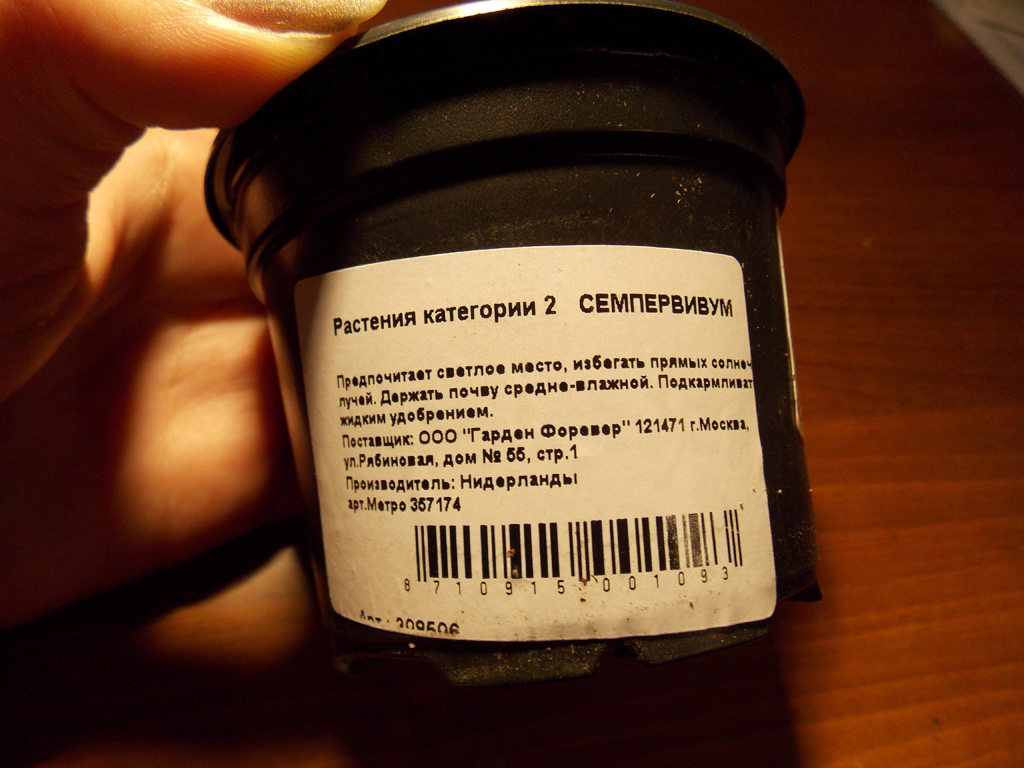 Растения категории 2 СЕМПЕРВИВУМ
Предпочитает светлое место, избегать прямых солнеч
лучей. Держать почву средне-влажной. Подкармливат
жидким удобрением.
Поставщик: ООО "Гарден Форевер" 121471 г.Москва,
ул.Рябиновая, дом № 55, стр.1
Производитель: Нидерланды
арт.Метро 357174
8 710915 001093
Арт.: 309506